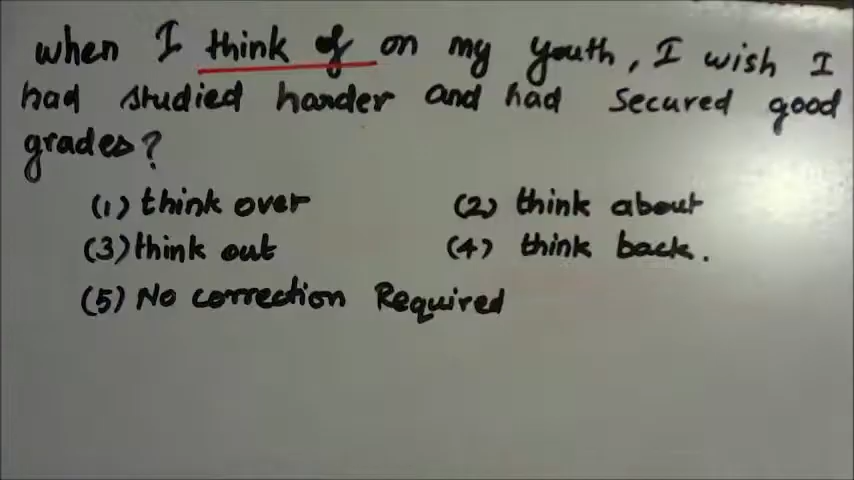 when I think of on my youth, I wish I
had studied harder and had secured good
grades?
(1) think over (2) think about
(3) think out (4) think back.
(5) No correction Required